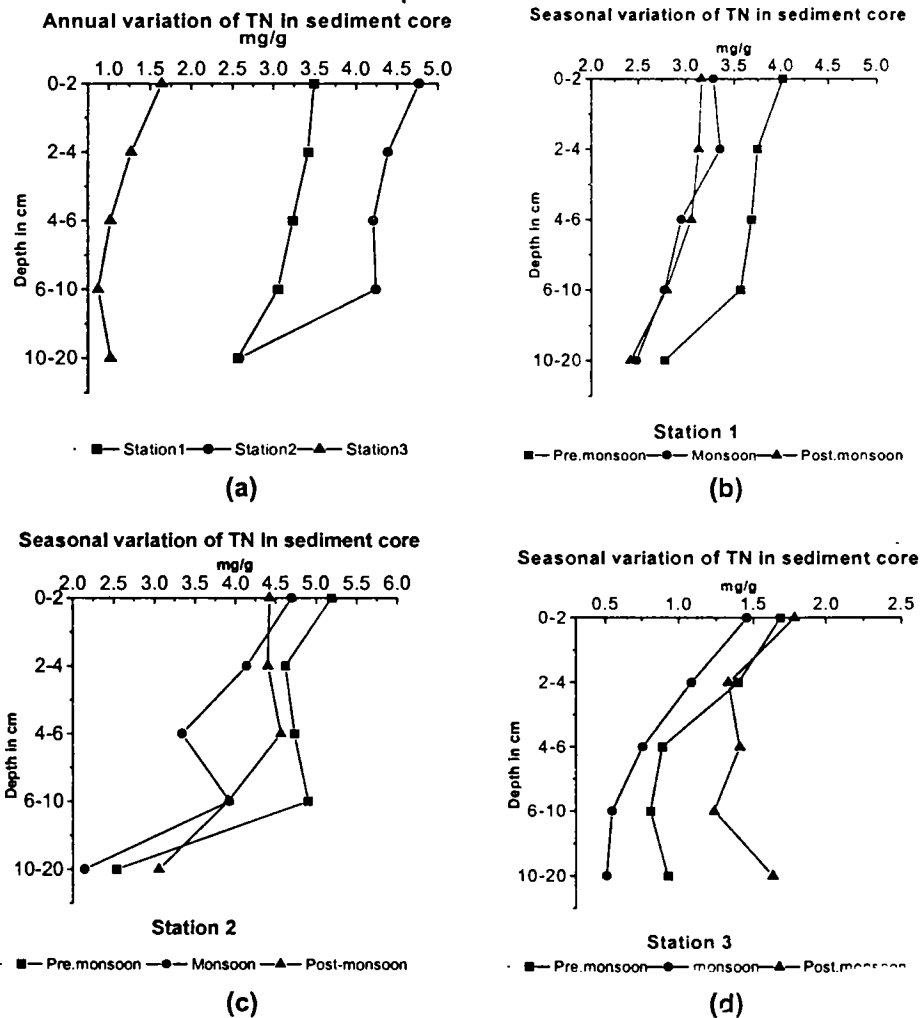 Annual variation of TN in sediment core
mg/g
1.0 1.5 2.0 2.5 3.0 3.5 4.0 4.5 5.0
0-2
2-4
4-6
6-10
10-20
Depth in cm
Station1 Station2 Station3
(a)
Seasonal variation of TN in sediment core
mg/g
2.0 2.5 3.0 3.5 4.0 4.5 5.0
0-2
2-4
4-6
6-10
10-20
Depth in cm
Station 1
Pre.monsoon Monsoon Post.monsoon
(b)
Seasonal variation of TN in sediment core
mg/g
2.0 2.5 3.0 3.5 4.0 4.5 5.0 5.5 6.0
0-2
2-4
4-6
6-10
10-20
Depth in cm
Station 2
Pre.monsoon Monsoon Post-monsoon
(c)
Seasonal variation of TN in sediment core
mg/g
0.5 1.0 1.5 2.0 2.5
0-2
2-4
4-6
6-10
10-20
Depth in cm
Station 3
Pre.monsoon monsoon Post.monsoon
(d)